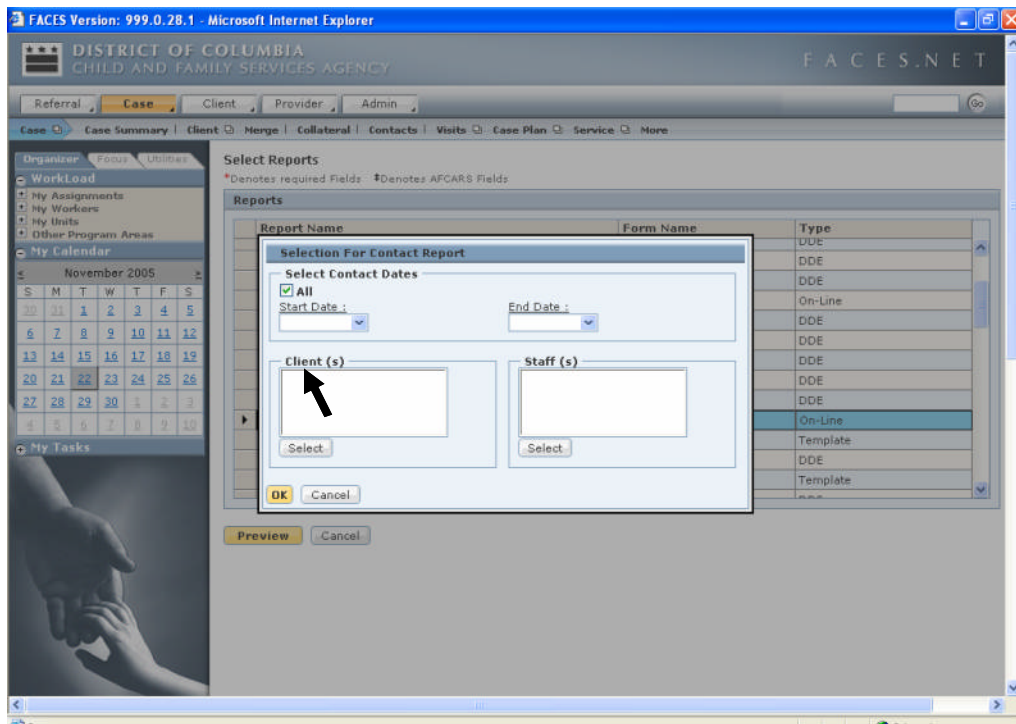 FACES Version: 999.0.28.1 - Microsoft Internet Explorer
DISTRICT OF COLUMBIA
CHILD AND FAMILY SERVICES AGENCY
FACES.NET
Referral Case Client Provider Admin Go
Case Case Summary | Client Merge | Collateral | Contacts | Visits Case Plan Service More
Organizer Focus Utilities
WorkLoad
My Assignments
My Workers
My Units
Other Program Areas
My Calendar
< November 2005 >
S M T W T F S
30 31 1 2 3 4 5
6 7 8 9 10 11 12
13 14 15 16 17 18 19
20 21 22 23 24 25 26
27 28 29 30 1 2 3
4 5 6 7 8 9 10
My Tasks
Select Reports
*Denotes required Fields ‡Denotes AFCARS Fields
Reports
Report Name Form Name Type
DDE
DDE
DDE
On-Line
DDE
DDE
DDE
DDE
DDE
On-Line
Template
DDE
Template
Selection For Contact Report
Select Contact Dates
All
Start Date : End Date :
Client (s) Staff (s)
Select Select
OK Cancel
Preview Cancel